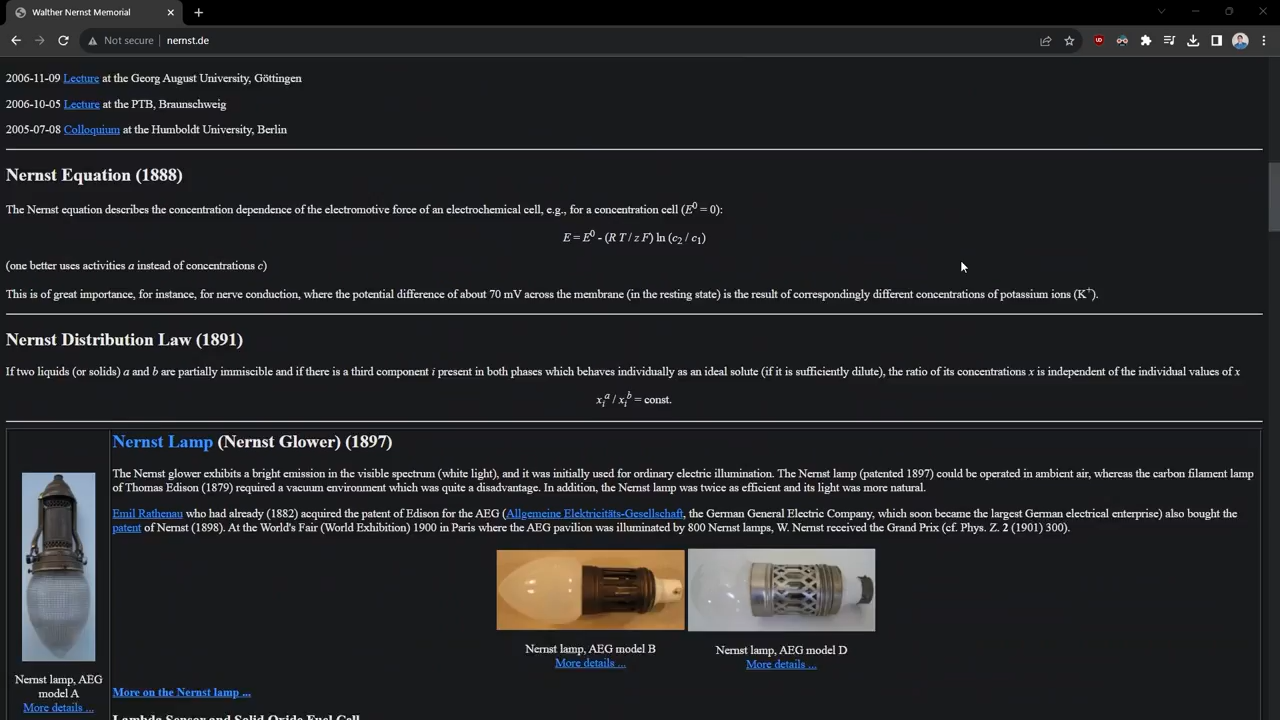 Walther Nernst Memorial
Not secure
nernst.de
2006-11-09 Lecture at the Georg August University, Göttingen
2006-10-05 Lecture at the PTB, Braunschweig
2005-07-08 Colloquium at the Humboldt University, Berlin
Nernst Equation (1888)
The Nernst equation describes the concentration dependence of the electromotive force of an electrochemical cell, e.g., for a concentration cell (E⁰ = 0):
E = E⁰ - (R T / z F) ln (c₂ / c₁)
(one better uses activities a instead of concentrations c)
This is of great importance, for instance, for nerve conduction, where the potential difference of about 70 mV across the membrane (in the resting state) is the result of correspondingly different concentrations of potassium ions (K⁺).
Nernst Distribution Law (1891)
If two liquids (or solids) a and b are partially immiscible and if there is a third component i present in both phases which behaves individually as an ideal solute (if it is sufficiently dilute), the ratio of its concentrations x is independent of the individual values of x
xᵢᵃ / xᵢᵇ = const.
Nernst Lamp (Nernst Glower) (1897)
The Nernst glower exhibits a bright emission in the visible spectrum (white light), and it was initially used for ordinary electric illumination. The Nernst lamp (patented 1897) could be operated in ambient air, whereas the carbon filament lamp
of Thomas Edison (1879) required a vacuum environment which was quite a disadvantage. In addition, the Nernst lamp was twice as efficient and its light was more natural.
Emil Rathenau who had already (1882) acquired the patent of Edison for the AEG (Allgemeine Elektricitäts-Gesellschaft, the German General Electric Company, which soon became the largest German electrical enterprise) also bought the
patent of Nernst (1898). At the World's Fair (World Exhibition) 1900 in Paris where the AEG pavilion was illuminated by 800 Nernst lamps, W. Nernst received the Grand Prix (cf. Phys. Z. 2 (1901) 300).
Nernst lamp, AEG model B
More details ...
Nernst lamp, AEG model D
More details ...
Nernst lamp, AEG
model A
More details ...
More on the Nernst lamp ...
Lambda Sensor and Solid Oxide Fuel Cell